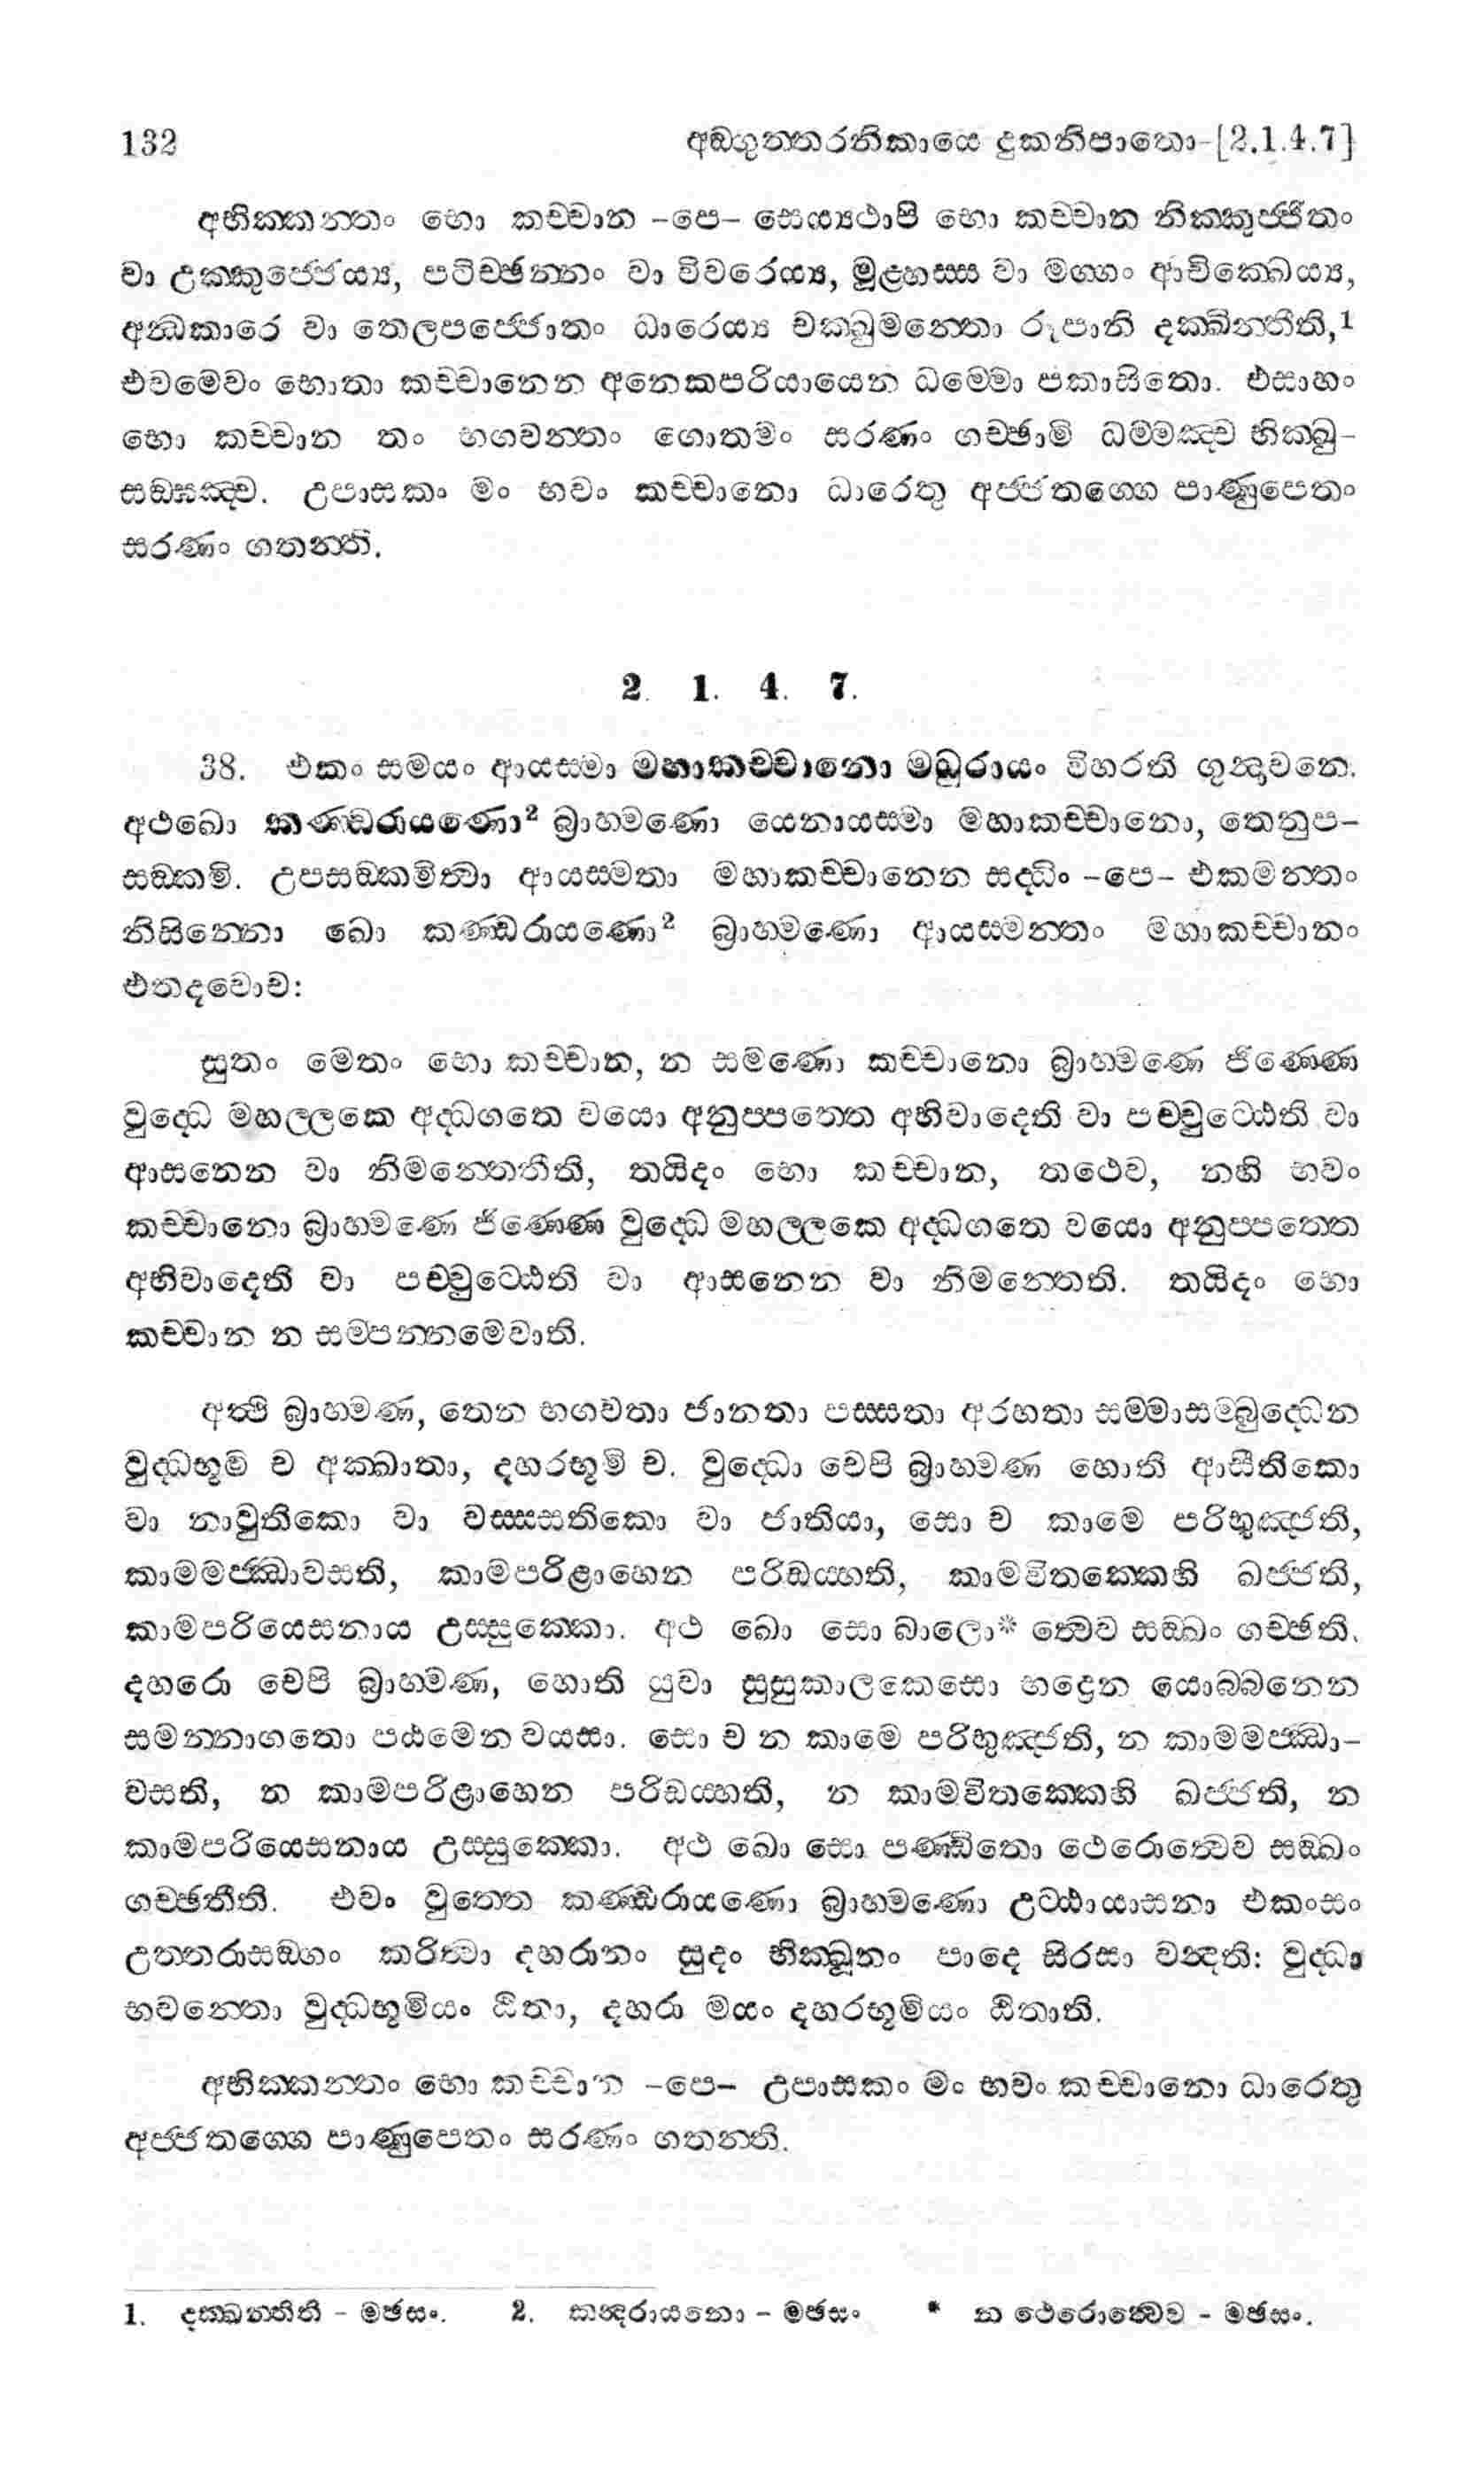 132 අඞ්ගුත්තරනිකායෙ දුකනිපාතො-[2.1.4.7]
අභික්කන්තං භො කච්චාන –පෙ– සෙය්‍යථාපි භො කච්චාන නික්කුජ්ජිතං
වා උක්කුජ්ජෙය්‍ය, පටිච්ඡන්නං වා විවරෙය්‍ය, මූළ්හස්ස වා මග්ගං ආචික්ඛෙය්‍ය,
අන්ධකාරෙ වා තෙලපජ්ජොතං ධාරෙය්‍ය චක්ඛුමන්තො රූපානි දක්ඛින්තීති,1
එවමෙවං භොතා කච්චානෙන අනෙකපරියායෙන ධම්මො පකාසිතො. එසාහං
භො කච්චාන තං භගවන්තං ගොතමං සරණං ගච්ඡාමි ධම්මඤ්ච භික්ඛු-
සඞ්ඝඤ්ච. උපාසකං මං භවං කච්චානො ධාරෙතු අජ්ජතග්ගෙ පාණුපෙතං
සරණං ගතන්ති.
2. 1. 4. 7.
38. එකං සමයං ආයස්මා මහාකච්චානො මධුරායං විහරති ගුන්දාවනෙ.
අථඛො කණ්ඩරායණො2 බ්‍රාහ්මණො යෙනායස්මා මහාකච්චානො, තෙනුප-
සඞ්කමි. උපසඞ්කමිත්වා ආයස්මතා මහාකච්චානෙන සද්ධිං –පෙ– එකමන්තං
නිසින්නො ඛො කණ්ඩරායණො2 බ්‍රාහ්මණො ආයස්මන්තං මහාකච්චානං
එතදවොච:
සුතං මෙතං භො කච්චාන, න සමණො කච්චානො බ්‍රාහ්මණෙ ජිණ්ණෙ
වුද්ධෙ මහල්ලකෙ අද්ධගතෙ වයො අනුප්පත්තෙ අභිවාදෙති වා පච්චුට්ඨෙති වා
ආසනෙන වා නිමන්තෙතීති, තයිදං භො කච්චාන, තථෙව, නහි භවං
කච්චානො බ්‍රාහ්මණෙ ජිණ්ණෙ වුද්ධෙ මහල්ලකෙ අද්ධගතෙ වයො අනුප්පත්තෙ
අභිවාදෙති වා පච්චුට්ඨෙති වා ආසනෙන වා නිමන්තෙති. තයිදං භො
කච්චාන න සම්පන්නමෙවාති.
අත්ථි බ්‍රාහ්මණ, තෙන භගවතා ජානතා පස්සතා අරහතා සම්මාසම්බුද්ධෙන
වුද්ධභූමි ච අක්ඛාතා, දහරභූමි ච. වුද්ධො චෙපි බ්‍රාහ්මණ හොති ආසීතිකො
වා නාවුතිකො වා වස්සසතිකො වා ජාතියා, සො ච කාමෙ පරිභුඤ්ජති,
කාමමජ්ඣාවසති, කාමපරිළාහෙන පරිඩය්හති, කාමවිතක්කෙහි ඛජ්ජති,
කාමපරියෙසනාය උස්සුක්කො. අථ ඛො සො බාලො* ත්වෙව සඞ්ඛං ගච්ඡති.
දහරො චෙපි බ්‍රාහ්මණ, හොති යුවා සුසුකාලකෙසො භද්‍රෙන යොබ්බනෙන
සමන්නාගතො පඨමෙන වයසා. සො ච න කාමෙ පරිභුඤ්ජති, න කාමමජ්ඣා-
වසති, න කාමපරිළාහෙන පරිඩය්හති, න කාමවිතක්කෙහි ඛජ්ජති, න
කාමපරියෙසනාය උස්සුක්කො. අථ ඛො සො පණ්ඩිතො ථෙරොත්වෙව සඞ්ඛං
ගච්ඡතීති. එවං වුත්තෙ කණ්ඩරායණො බ්‍රාහ්මණො උට්ඨායාසනා එකංසං
උත්තරාසඞ්ගං කරිත්වා දහරානං සුදං භික්ඛූනං පාදෙ සිරසා වන්දති: වුද්ධා
භවන්තො වුද්ධභූමියං ඨිතා, දහරා මයං දහරභූමියං ඨිතාති.
අභික්කන්තං භො කච්චාන –පෙ– උපාසකං මං භවං කච්චානො ධාරෙතු
අජ්ජතග්ගෙ පාණුපෙතං සරණං ගතන්ති.
1. දක්ඛන්තිති - මඡසං. 2. කන්දරායනො - මඡසං * න ථෙරොත්වෙව - මඡසං.